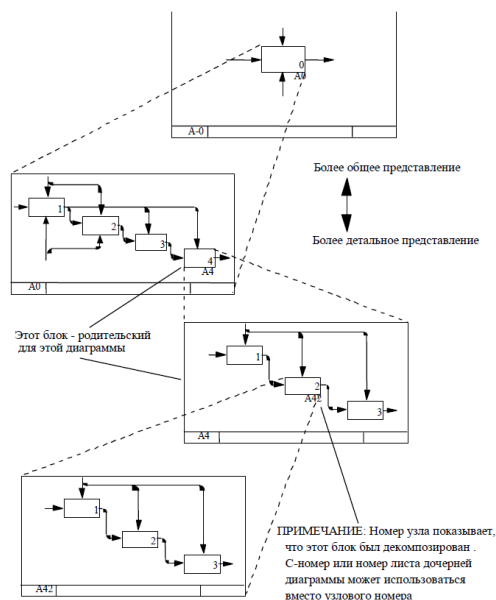 0
A0
A-0
Более общее представление
Более детальное представление
1
2
3
4
A4
A0
Этот блок - родительский
для этой диаграммы
1
2
A42
3
A4
1
2
3
A42
ПРИМЕЧАНИЕ: Номер узла показывает,
что этот блок был декомпозирован .
С-номер или номер листа дочерней
диаграммы может использоваться
вместо узлового номера